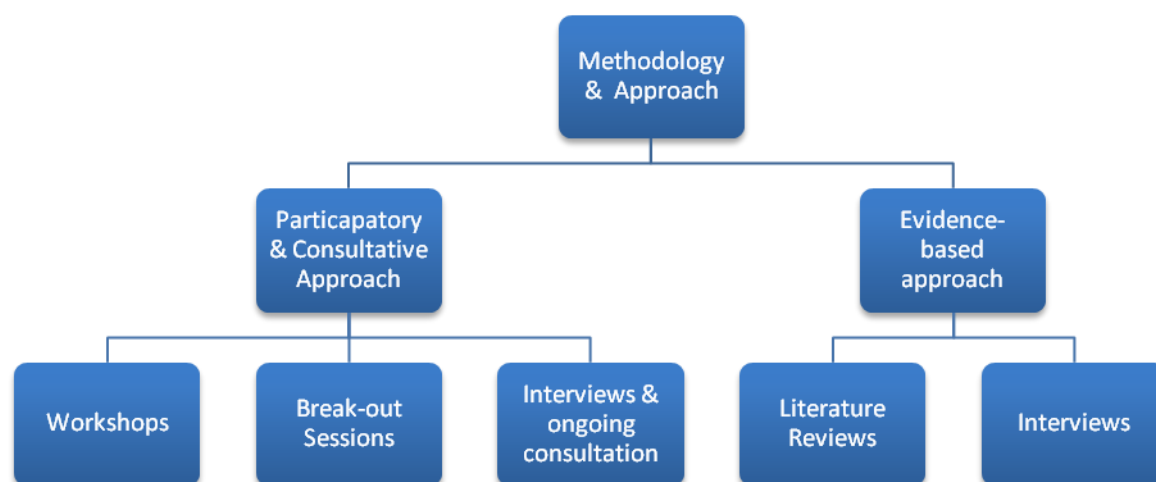 Methodology
& Approach
Particapatory
& Consultative
Approach
Evidence-
based
approach
Workshops
Break-out
Sessions
Interviews &
ongoing
consultation
Literature
Reviews
Interviews